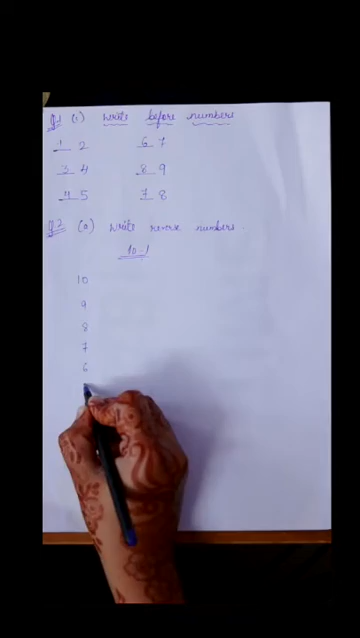 Q1 (i) write before numbers
1 2 6 7
3 4 8 9
4 5 7 8
Q2 (a) write reverse numbers.
10-1
10
9
8
7
6